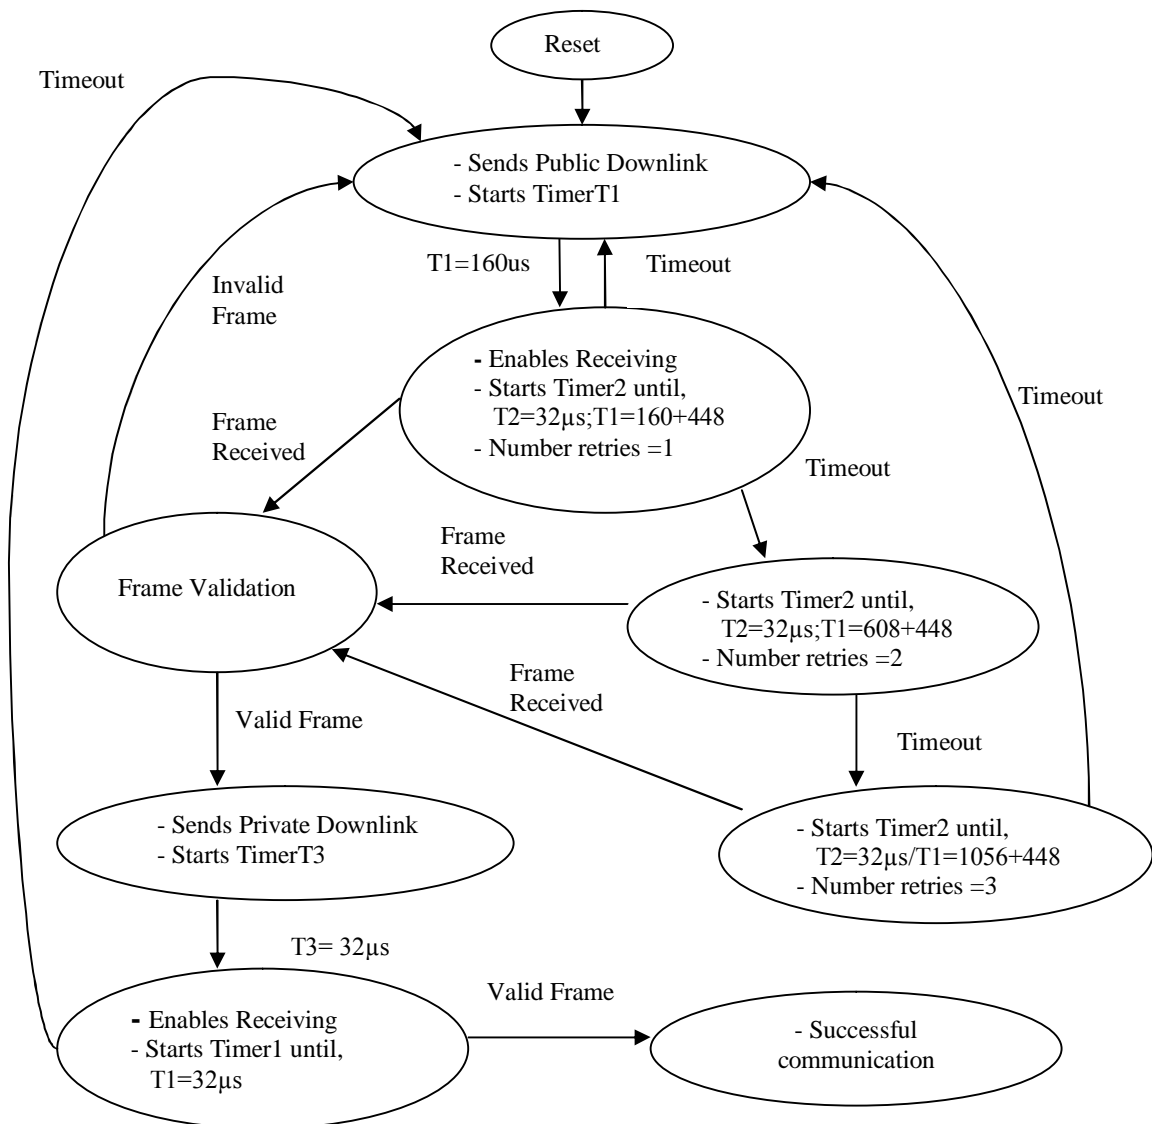 Reset
Timeout
- Sends Public Downlink
- Starts TimerT1
T1=160us
Timeout
Invalid
Frame
- Enables Receiving
- Starts Timer2 until,
T2=32µs;T1=160+448
- Number retries =1
Timeout
Frame
Received
Timeout
Frame
Received
Frame Validation
- Starts Timer2 until,
T2=32µs;T1=608+448
- Number retries =2
Frame
Received
Valid Frame
Timeout
- Sends Private Downlink
- Starts TimerT3
- Starts Timer2 until,
T2=32µs/T1=1056+448
- Number retries =3
T3= 32µs
Valid Frame
- Enables Receiving
- Starts Timer1 until,
T1=32µs
- Successful
communication